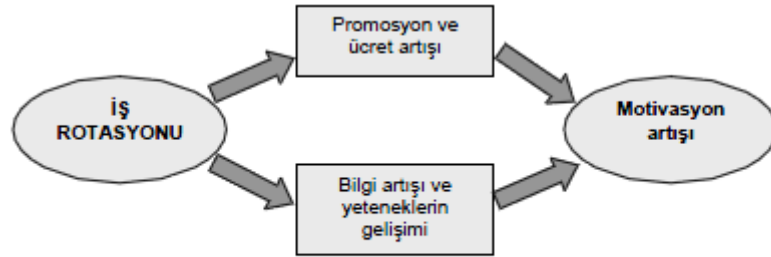 Promosyon ve
ücret artışı
İŞ
ROTASYONU
Motivasyon
artışı
Bilgi artışı ve
yeteneklerin
gelişimi